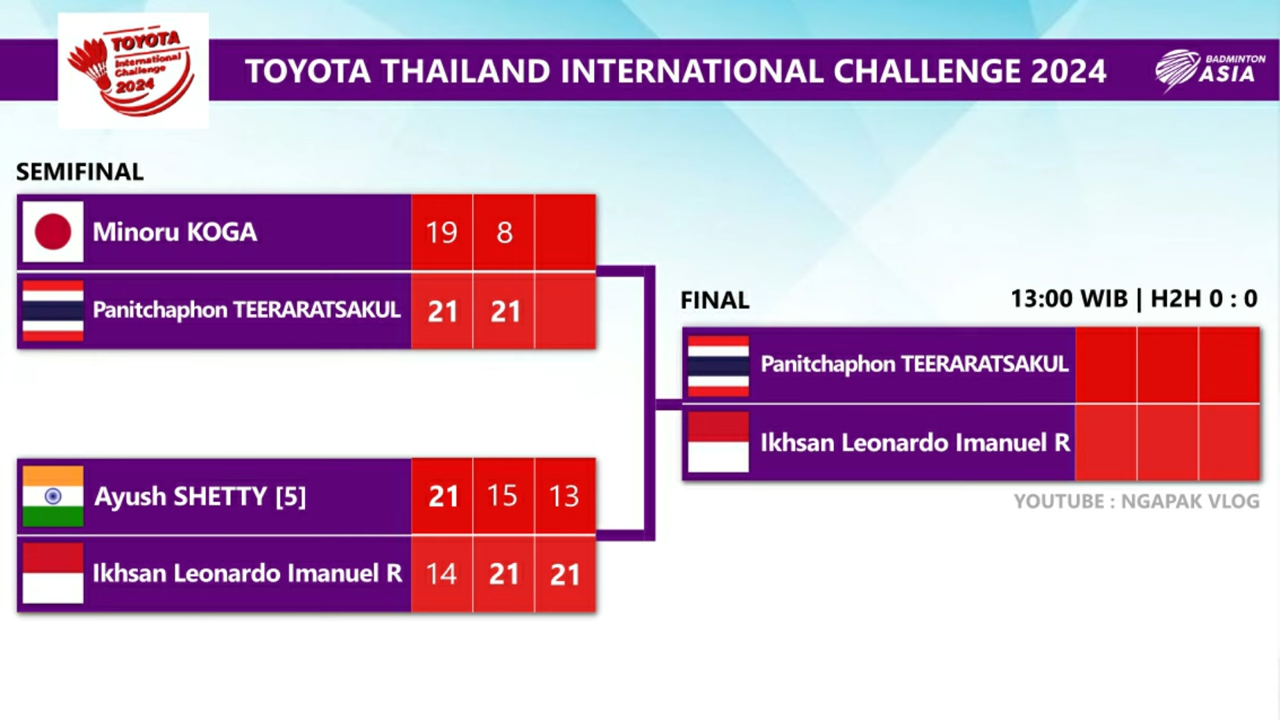 TOYOTA
International
Challenge
2024
TOYOTA THAILAND INTERNATIONAL CHALLENGE 2024
BADMINTON
ASIA
SEMIFINAL
Minoru KOGA 19 8
Panitchaphon TEERARATSAKUL 21 21
Ayush SHETTY [5] 21 15 13
Ikhsan Leonardo Imanuel R 14 21 21
FINAL 13:00 WIB | H2H 0 : 0
Panitchaphon TEERARATSAKUL
Ikhsan Leonardo Imanuel R
YOUTUBE : NGAPAK VLOG